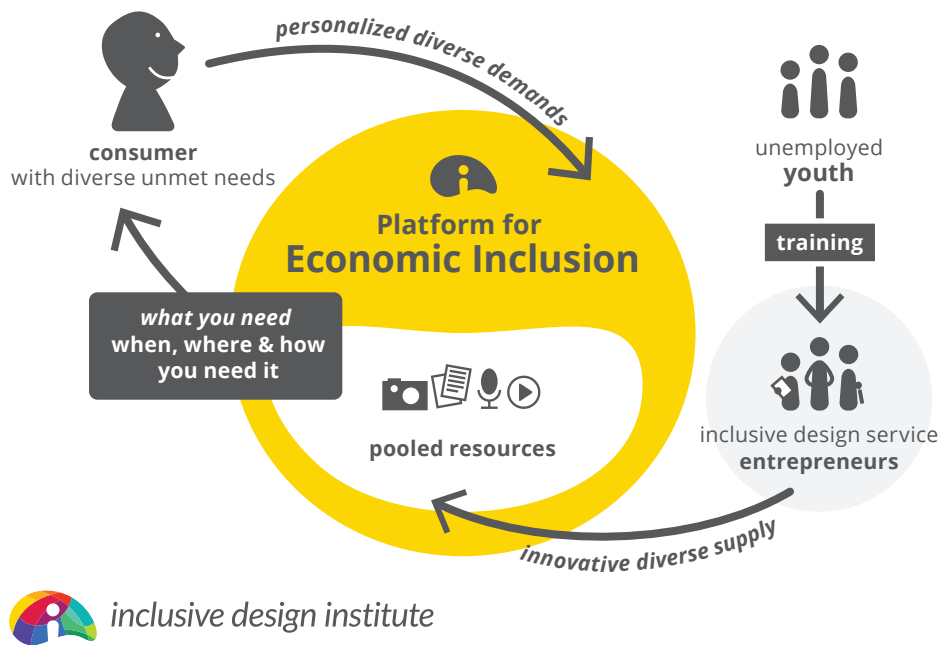 personalized diverse demands
consumer
with diverse unmet needs
unemployed
youth
training
Platform for
Economic Inclusion
what you need
when, where & how
you need it
pooled resources
inclusive design service
entrepreneurs
innovative diverse supply
inclusive design institute